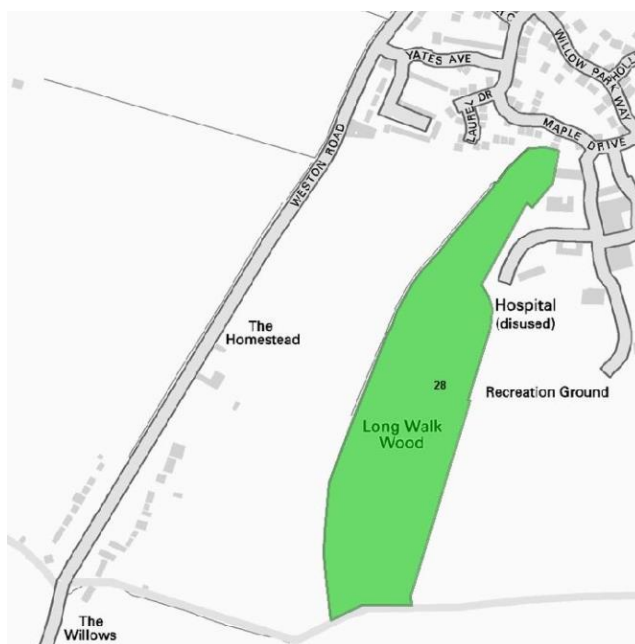 YATES AVE
WILLOW PARK WAY
LAUREL DR
MAPLE DRIVE
WESTON ROAD
Hospital
(disused)
The
Homestead
28
Recreation Ground
Long Walk
Wood
The
Willows